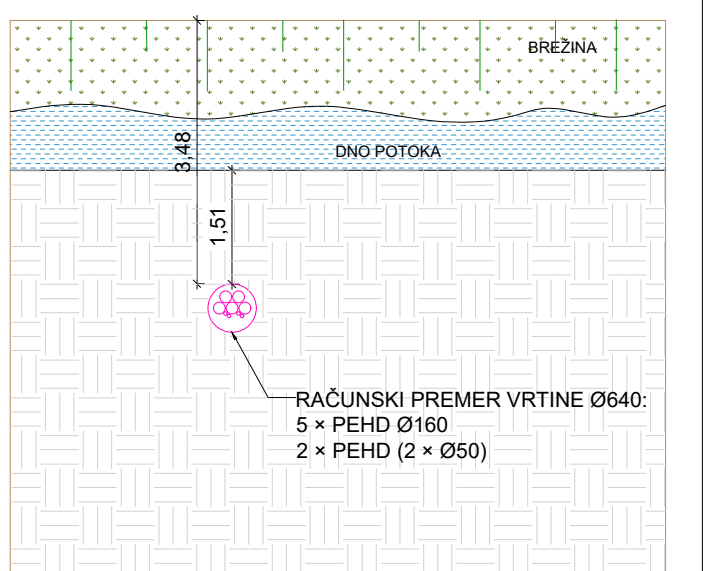 BREŽINA
3,48
DNO POTOKA
1,51
RAČUNSKI PREMER VRTINE Ø640:
5 × PEHD Ø160
2 × PEHD (2 × Ø50)